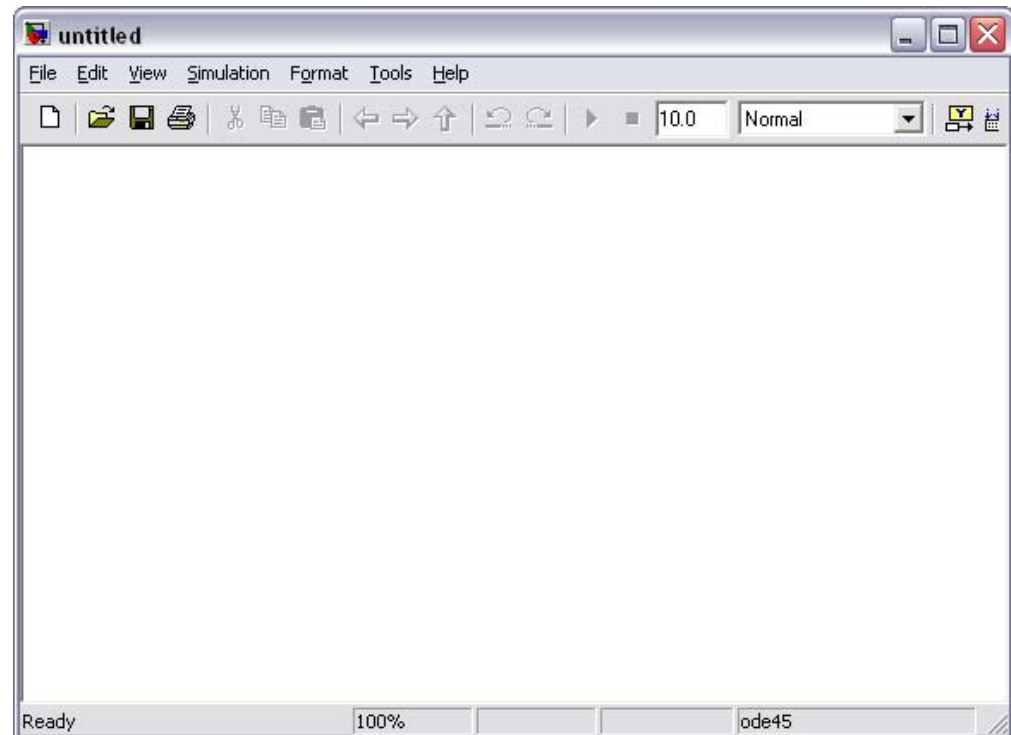 untitled
File Edit View Simulation Format Tools Help
10.0 Normal
Ready 100% ode45